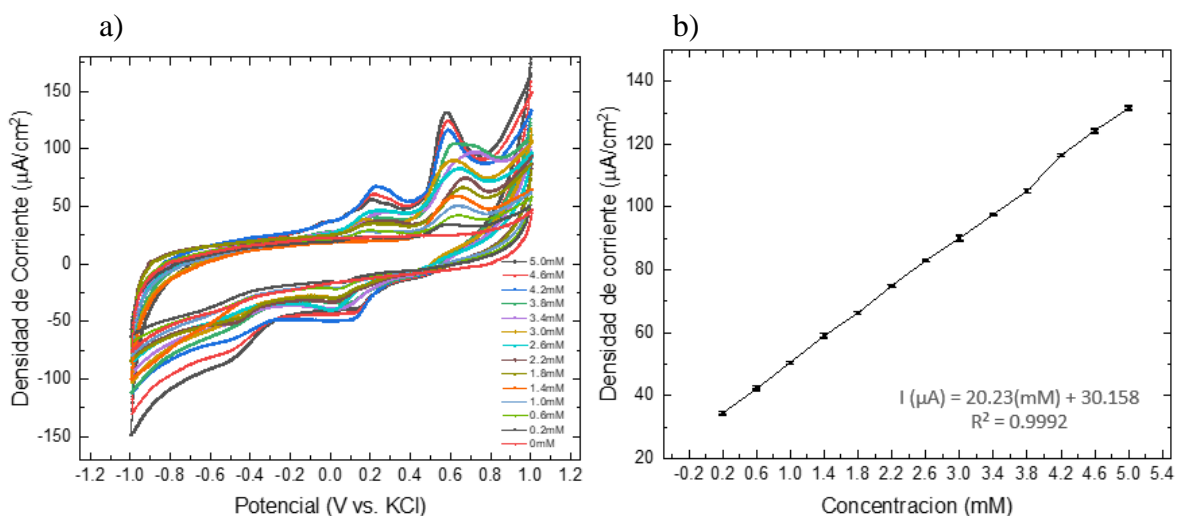 a)
Densidad de Corriente (µA/cm²)
150
100
50
0
-50
-100
-150
-1.2 -1.0 -0.8 -0.6 -0.4 -0.2 0.0 0.2 0.4 0.6 0.8 1.0 1.2
Potencial (V vs. KCl)
5.0mM
4.6mM
4.2mM
3.8mM
3.4mM
3.0mM
2.6mM
2.2mM
1.8mM
1.4mM
1.0mM
0.6mM
0.2mM
0mM
b)
Densidad de corriente (µA/cm²)
140
120
100
80
60
40
20
-0.2 0.2 0.6 1.0 1.4 1.8 2.2 2.6 3.0 3.4 3.8 4.2 4.6 5.0 5.4
Concentracion (mM)
I (µA) = 20.23(mM) + 30.158
R² = 0.9992